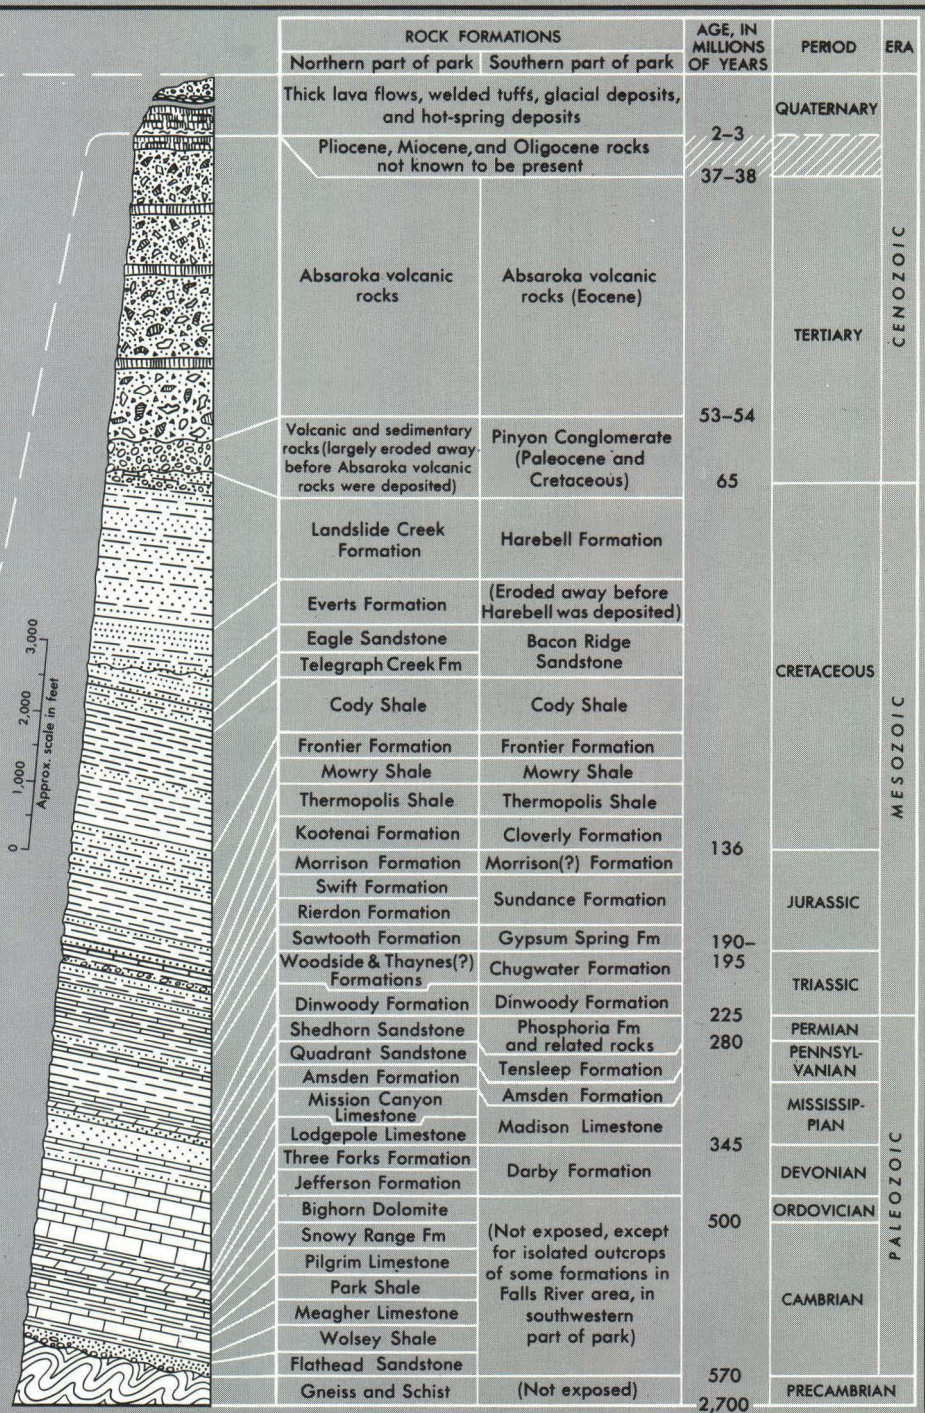 ROCK FORMATIONS
Northern part of park
Southern part of park
AGE, IN
MILLIONS
OF YEARS
PERIOD
ERA
Thick lava flows, welded tuffs, glacial deposits,
and hot-spring deposits
QUATERNARY
2–3
Pliocene, Miocene, and Oligocene rocks
not known to be present
37–38
Absaroka volcanic
rocks
Absaroka volcanic
rocks (Eocene)
TERTIARY
CENOZOIC
53–54
Volcanic and sedimentary
rocks (largely eroded away
before Absaroka volcanic
rocks were deposited)
Pinyon Conglomerate
(Paleocene and
Cretaceous)
65
Landslide Creek
Formation
Harebell Formation
Everts Formation
(Eroded away before
Harebell was deposited)
Eagle Sandstone
Telegraph Creek Fm
Bacon Ridge
Sandstone
CRETACEOUS
Cody Shale
Cody Shale
Frontier Formation
Frontier Formation
Mowry Shale
Mowry Shale
MESOZOIC
Thermopolis Shale
Thermopolis Shale
Kootenai Formation
Cloverly Formation
136
Morrison Formation
Morrison(?) Formation
Swift Formation
Rierdon Formation
Sundance Formation
JURASSIC
Sawtooth Formation
Gypsum Spring Fm
190–
195
Woodside & Thaynes(?)
Formations
Chugwater Formation
TRIASSIC
Dinwoody Formation
Dinwoody Formation
225
Shedhorn Sandstone
Phosphoria Fm
and related rocks
PERMIAN
280
Quadrant Sandstone
Tensleep Formation
PENNSYL-
VANIAN
Amsden Formation
Amsden Formation
Mission Canyon
Limestone
Lodgepole Limestone
Madison Limestone
MISSISSIP-
PIAN
345
Three Forks Formation
Jefferson Formation
Darby Formation
DEVONIAN
PALEOZOIC
Bighorn Dolomite
ORDOVICIAN
500
Snowy Range Fm
Pilgrim Limestone
Park Shale
Meagher Limestone
Wolsey Shale
Flathead Sandstone
(Not exposed, except
for isolated outcrops
of some formations in
Falls River area, in
southwestern
part of park)
CAMBRIAN
570
Gneiss and Schist
(Not exposed)
PRECAMBRIAN
2,700
0
1,000
2,000
3,000
Approx. scale in feet